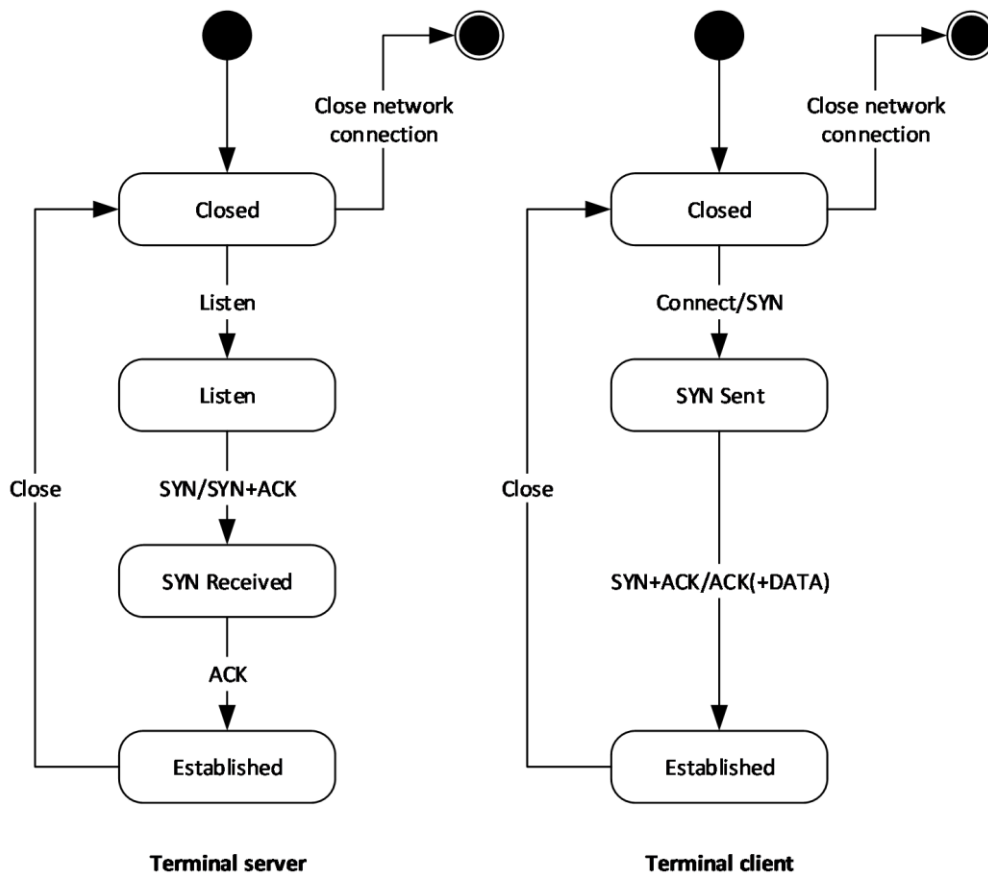 Close network
connection
Closed
Listen
Listen
Close
SYN/SYN+ACK
SYN Received
ACK
Established
Terminal server
Close network
connection
Closed
Connect/SYN
SYN Sent
Close
SYN+ACK/ACK(+DATA)
Established
Terminal client